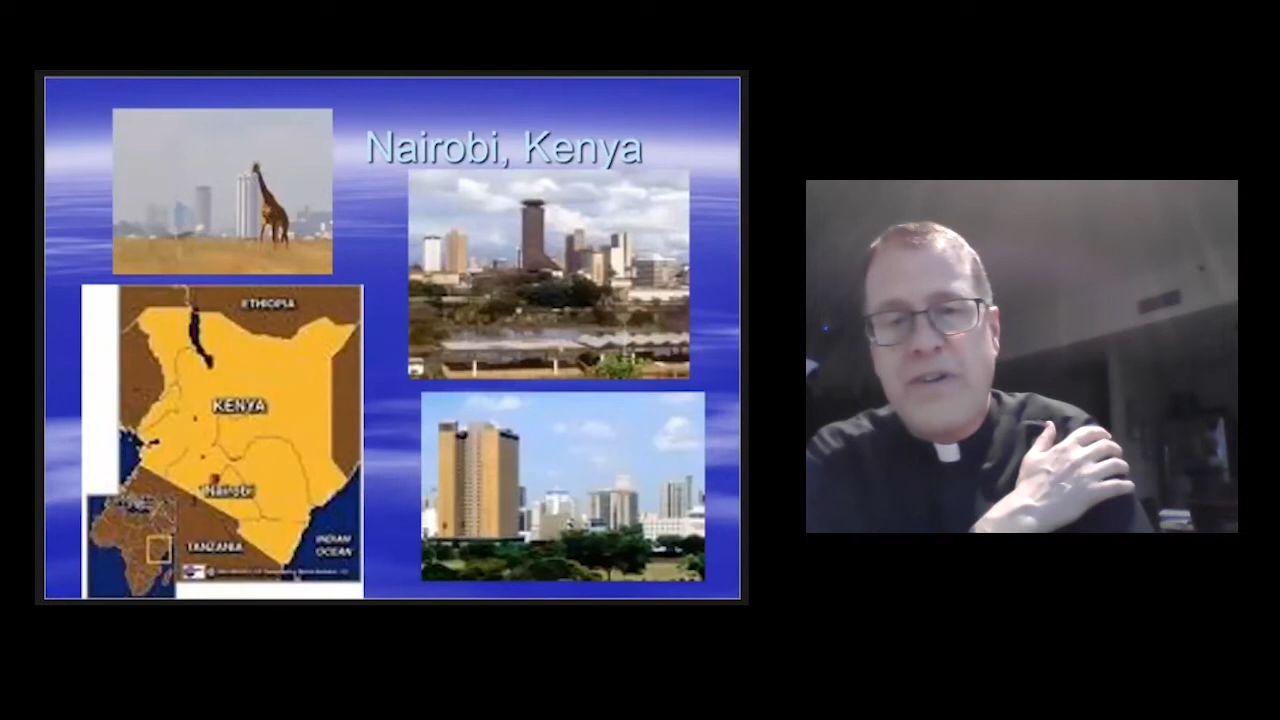 Nairobi, Kenya
ETHIOPIA
KENYA
Nairobi
TANZANIA
INDIAN
OCEAN